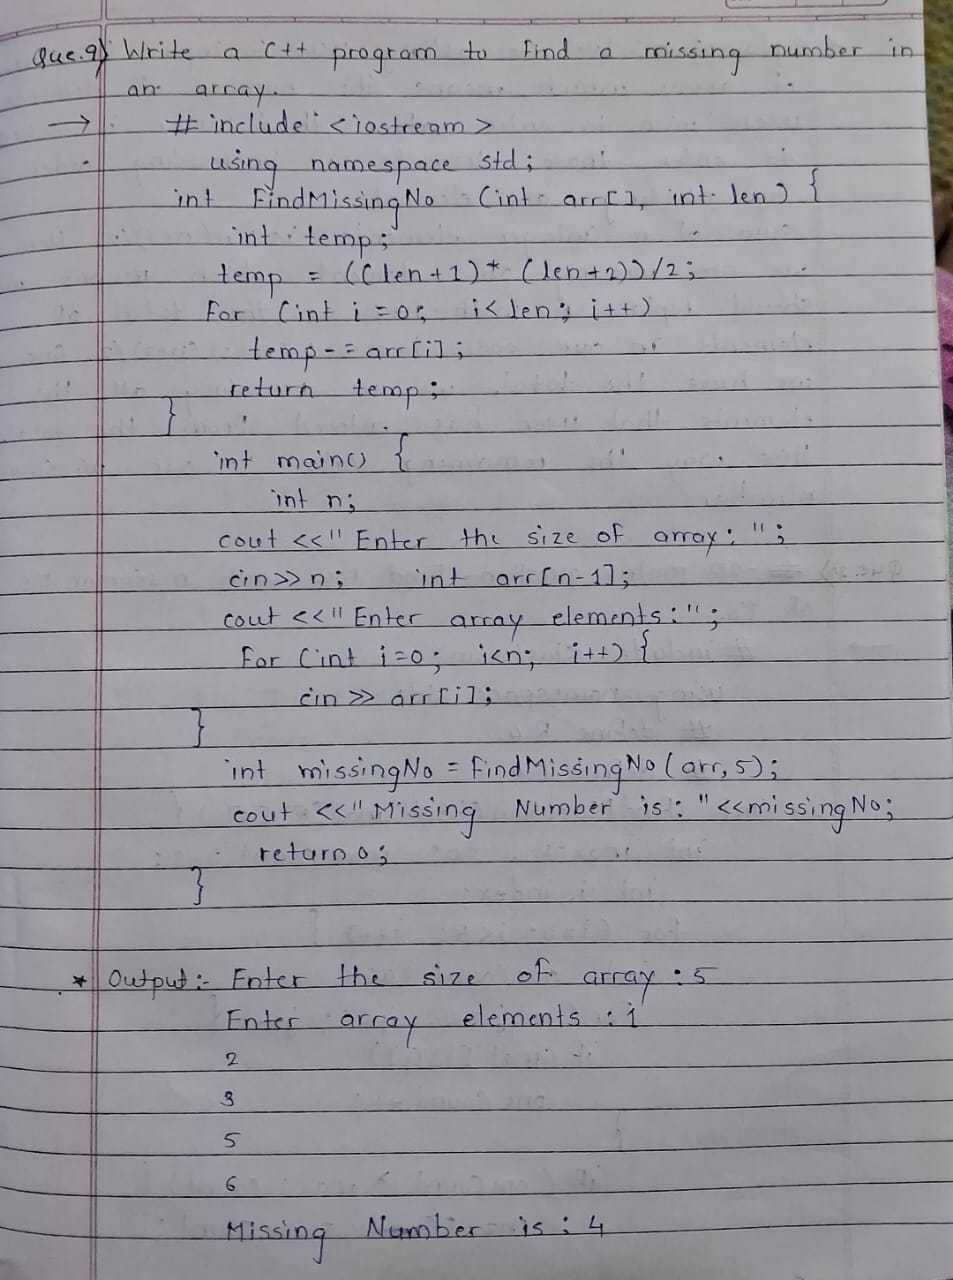 Que.9) Write a C++ program to find a missing number in
an array.
→ # include <iostream>
using namespace std;
int FindMissingNo (int arr[], int len) {
int temp;
temp = ((len+1)* (len+2))/2;
For (int i=0; i<len; i++)
temp-= arr[i];
return temp;
}
int main() {
int n;
cout <<"Enter the size of array: ";
cin>>n; int arr[n-1];
cout <<"Enter array elements:";
for (int i=0; i<n; i++) {
cin >> arr[i];
}
int missingNo = FindMissingNo (arr,5);
cout <<"Missing Number is: "<<missingNo;
return 0;
}
* Output:- Enter the size of array : 5
Enter array elements : 1
2
3
5
6
Missing Number is : 4